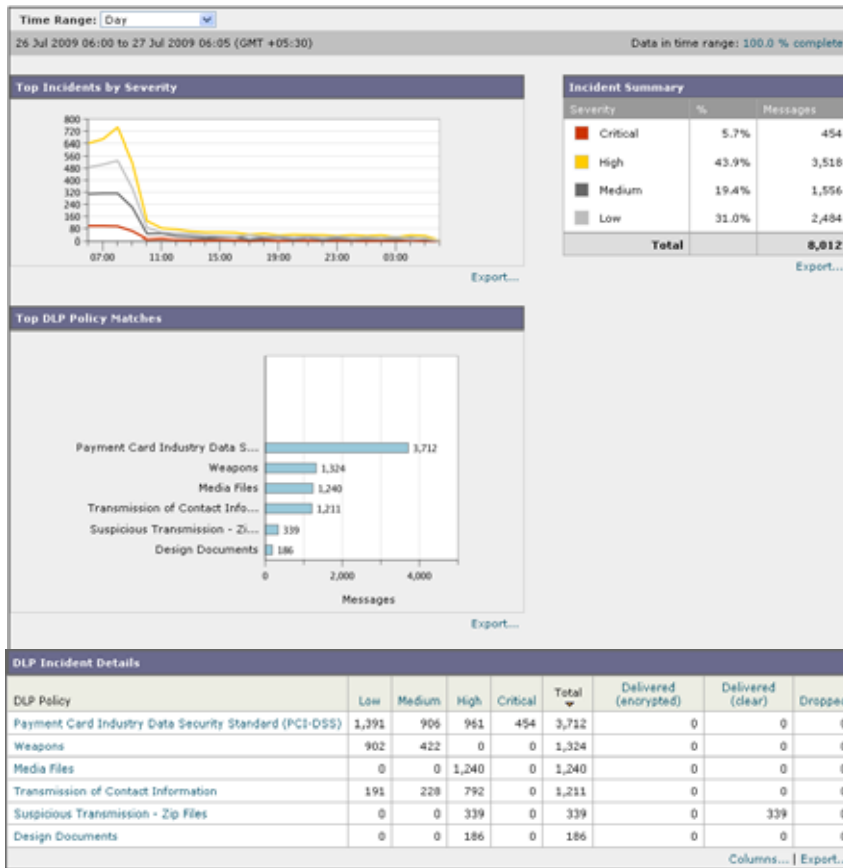 Time Range: Day
26 Jul 2009 06:00 to 27 Jul 2009 06:05 (GMT +05:30) Data in time range: 100.0 % complete
Top Incidents by Severity
800
720
640
560
480
400
320
240
160
80
0
07:00 11:00 15:00 19:00 23:00 03:00
Export...
Incident Summary
Severity % Messages
Critical 5.7% 454
High 43.9% 3,518
Medium 19.4% 1,556
Low 31.0% 2,484
Total 8,012
Export...
Top DLP Policy Matches
Payment Card Industry Data S... 3,712
Weapons 1,324
Media Files 1,240
Transmission of Contact Info... 1,211
Suspicious Transmission - Zi... 339
Design Documents 186
0 2,000 4,000
Messages
Export...
DLP Incident Details
DLP Policy Low Medium High Critical Total Delivered (encrypted) Delivered (clear) Dropped
Payment Card Industry Data Security Standard (PCI-DSS) 1,391 906 961 454 3,712 0 0 0
Weapons 902 422 0 0 1,324 0 0 0
Media Files 0 0 1,240 0 1,240 0 0 0
Transmission of Contact Information 191 228 792 0 1,211 0 0 0
Suspicious Transmission - Zip Files 0 0 339 0 339 0 339 0
Design Documents 0 0 186 0 186 0 0 0
Columns... | Export...